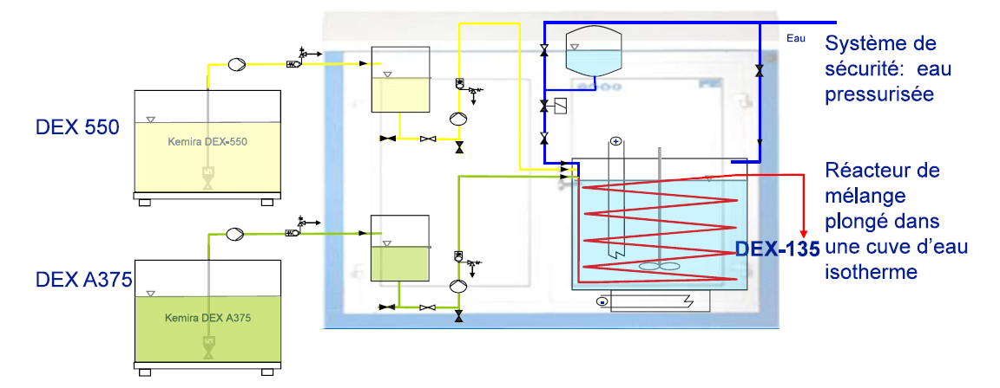 Eau
Système de
sécurité: eau
pressurisée
DEX 550
Kemira DEX-550
Réacteur de
mélange
plongé dans
une cuve d'eau
isotherme
DEX-135
DEX A375
Kemira DEX A375